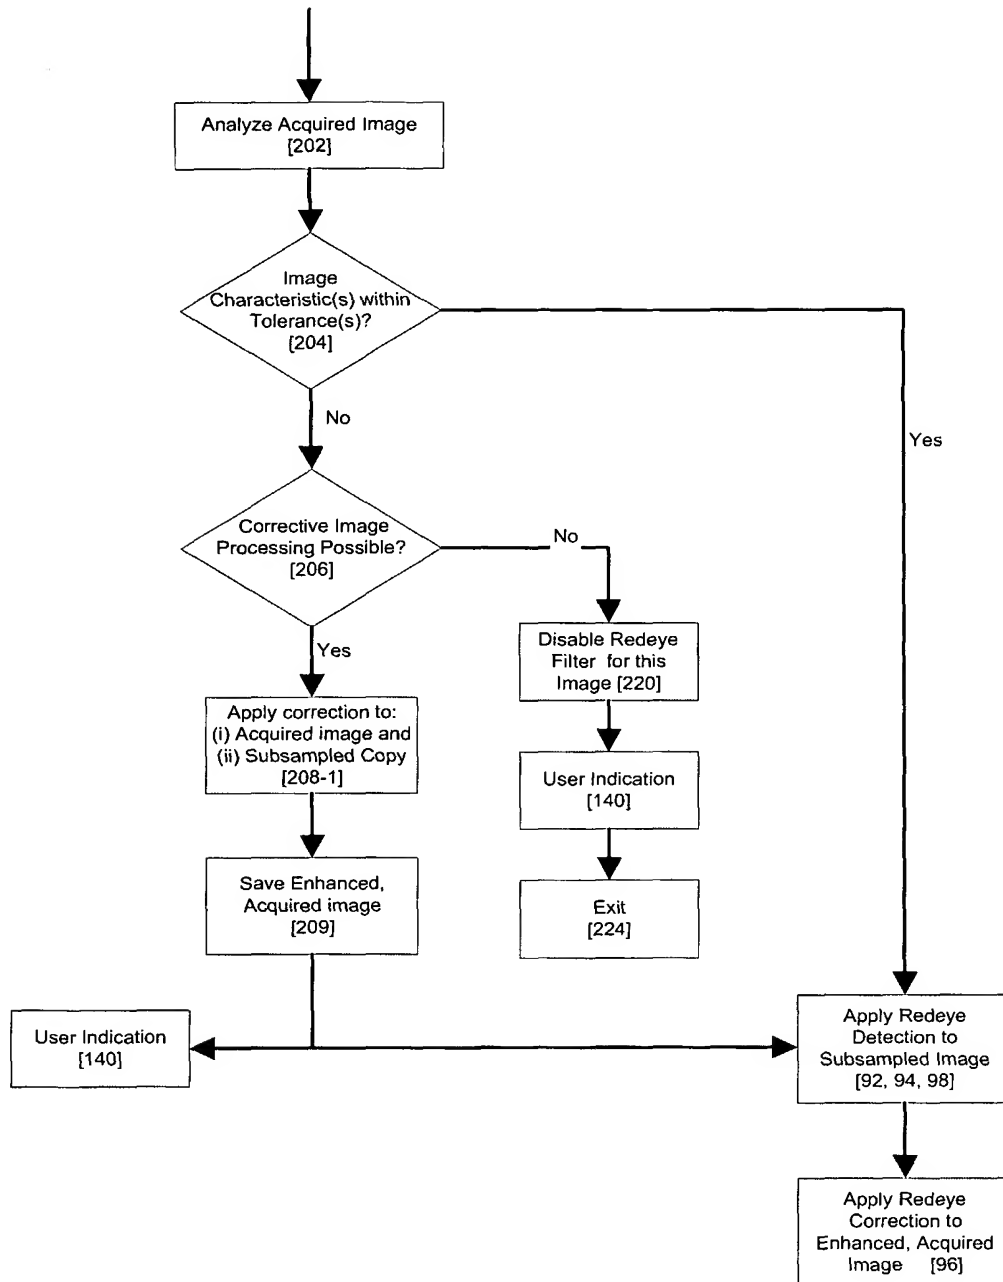 Analyze Acquired Image
[202]
Image
Characteristic(s) within
Tolerance(s)?
[204]
No
Yes
Corrective Image
Processing Possible?
[206]
No
Yes
Disable Redeye
Filter for this
Image [220]
Apply correction to:
(i) Acquired image and
(ii) Subsampled Copy
[208-1]
User Indication
[140]
Save Enhanced,
Acquired image
[209]
Exit
[224]
User Indication
[140]
Apply Redeye
Detection to
Subsampled Image
[92, 94, 98]
Apply Redeye
Correction to
Enhanced, Acquired
Image [96]